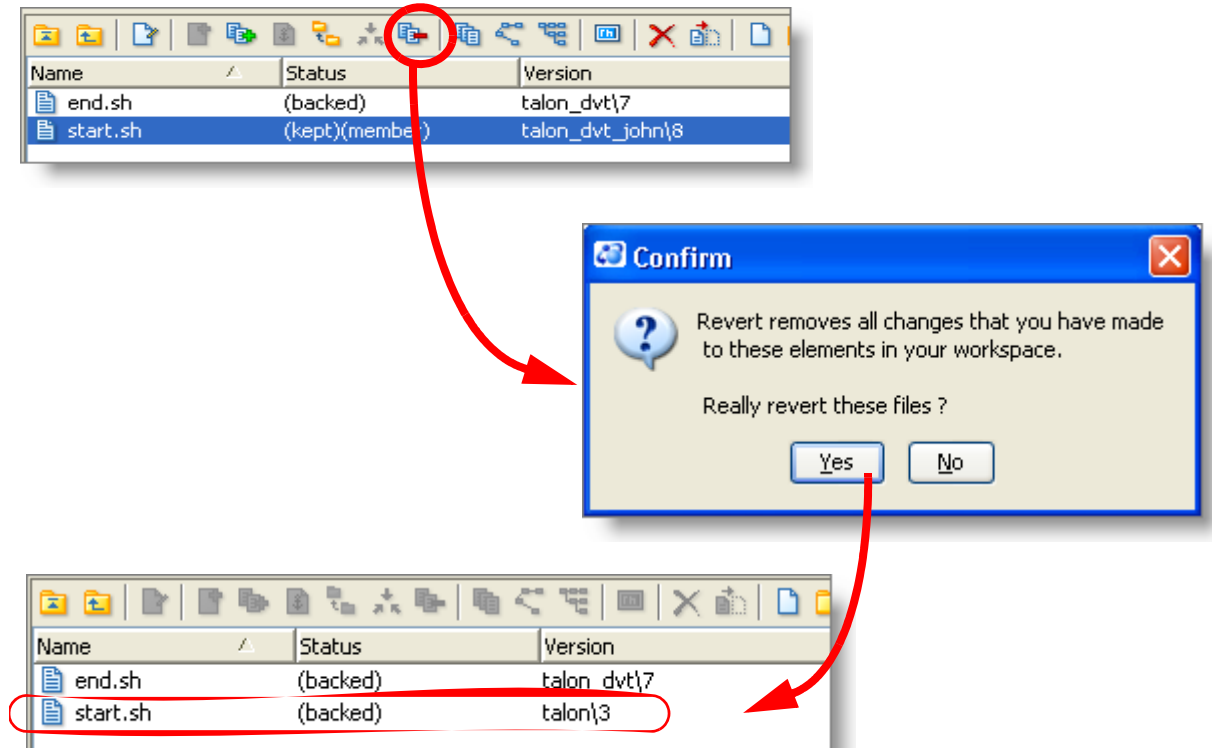 Name Status Version
end.sh (backed) talon_dvt\7
start.sh (kept)(member) talon_dvt_john\8
Confirm
Revert removes all changes that you have made
to these elements in your workspace.
Really revert these files ?
Yes No
Name Status Version
end.sh (backed) talon_dvt\7
start.sh (backed) talon\3